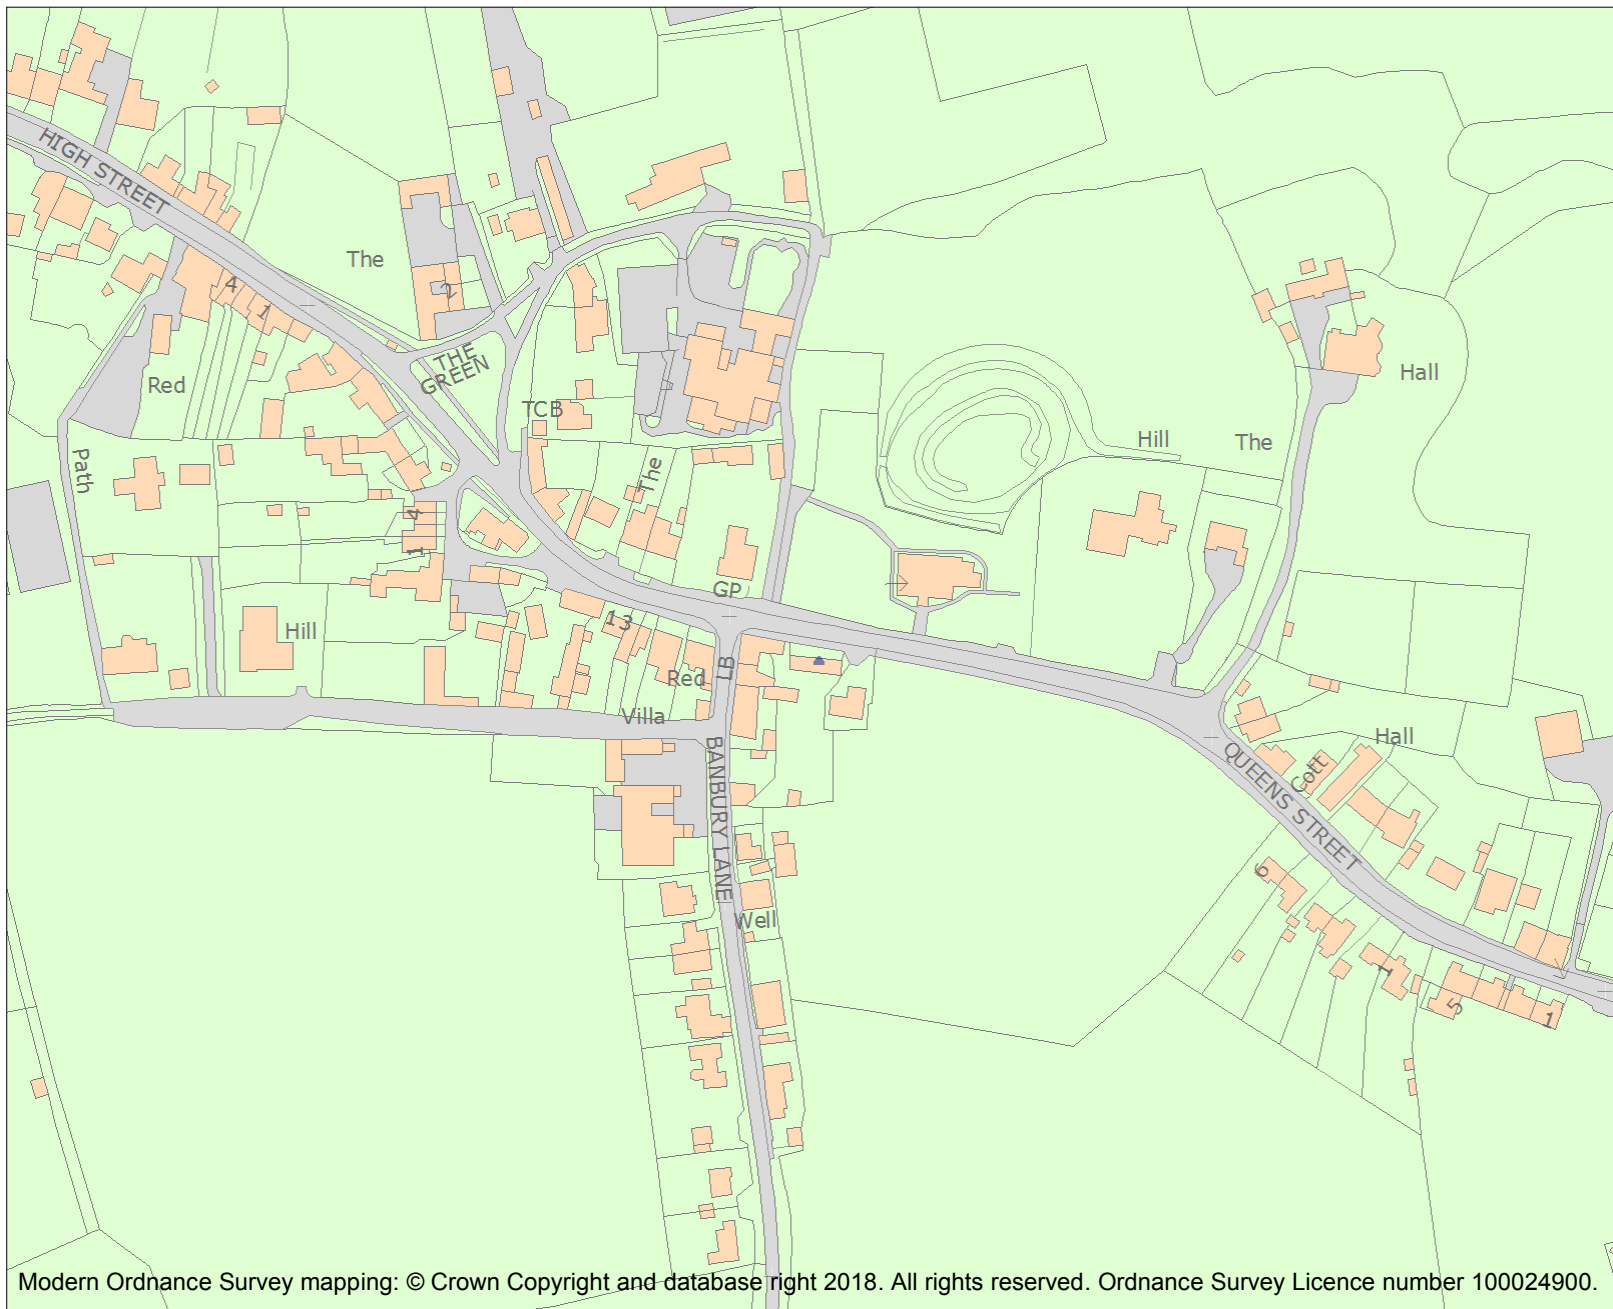 HIGH STREET
The
4
1
2
Red
THE
GREEN
TCB
Path
The
Hill
The
Hall
4
1
GP
13
Hill
LB
Red
Villa
BANBURY LANE
Hall
Cott
QUEENS STREET
6
Well
1
5
1
Modern Ordnance Survey mapping: © Crown Copyright and database right 2018. All rights reserved. Ordnance Survey Licence number 100024900.